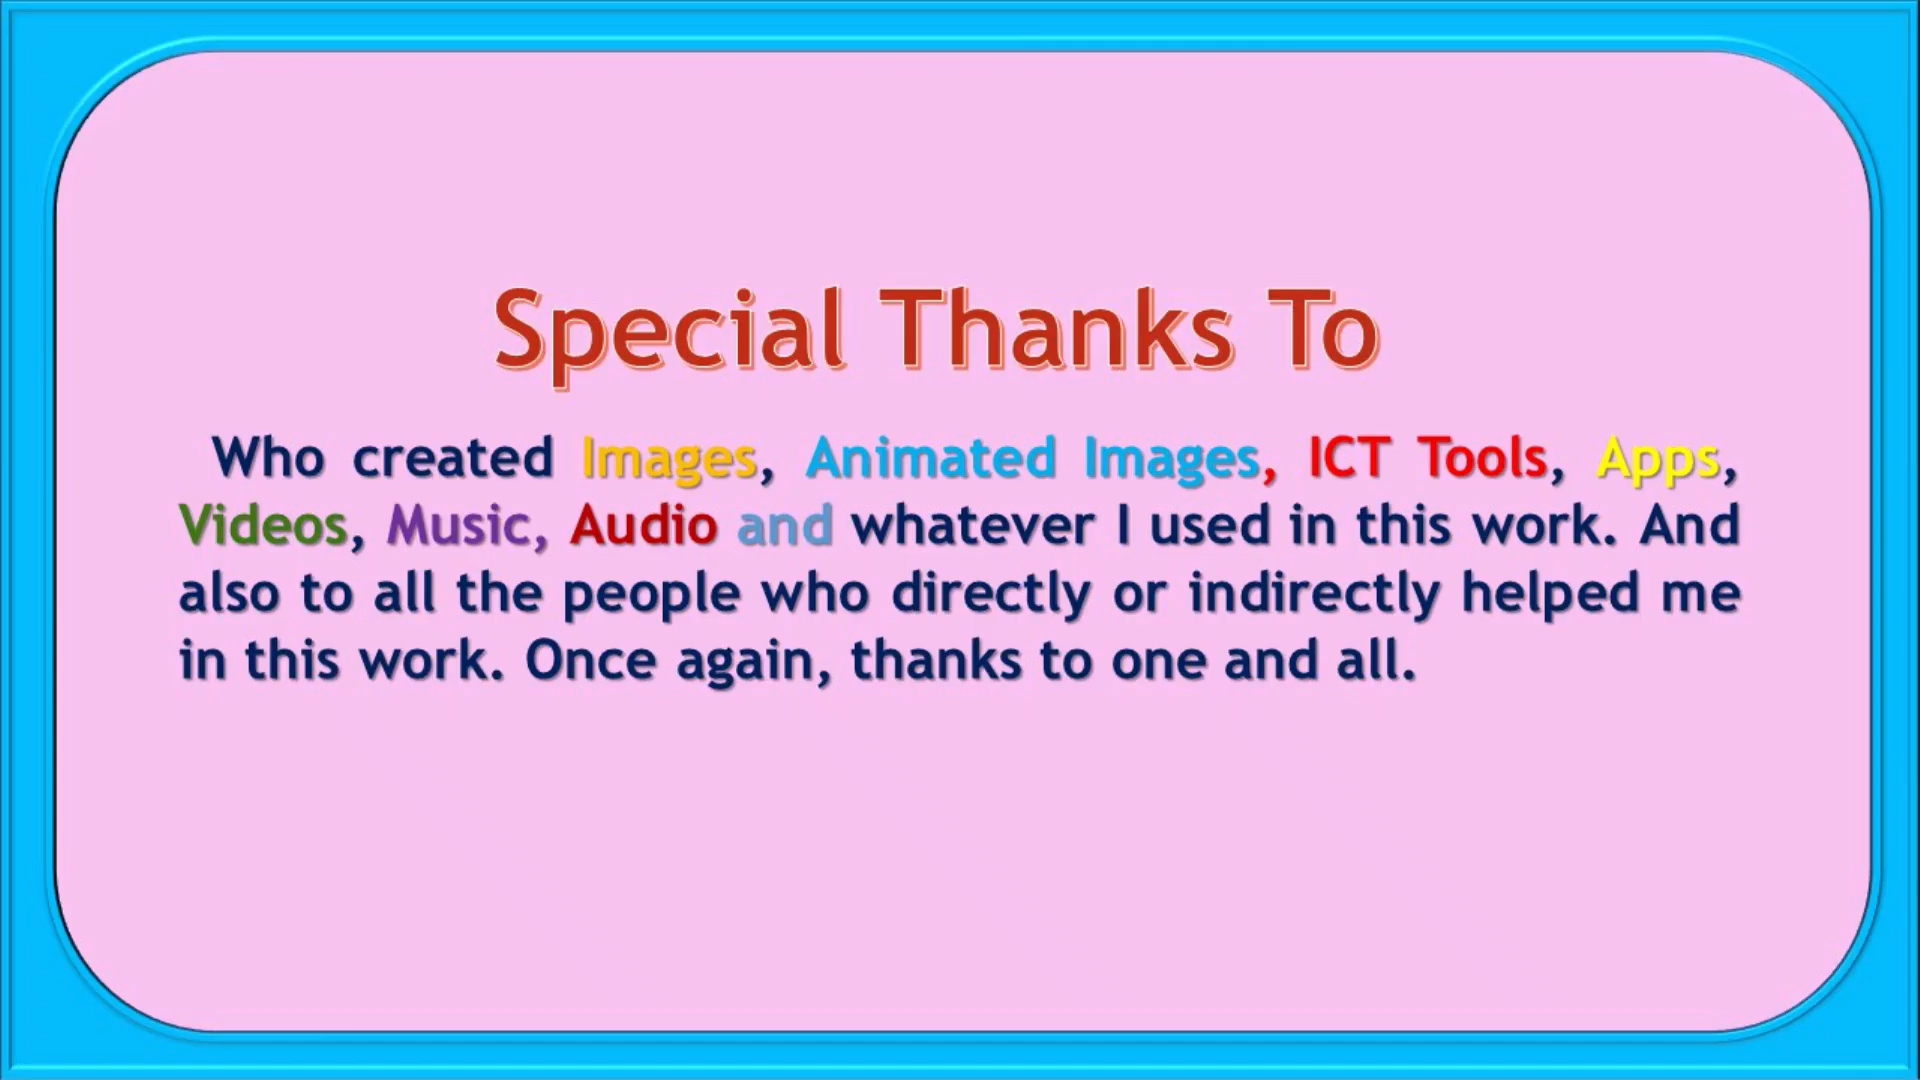 Special Thanks To
Who created Images, Animated Images, ICT Tools, Apps,
Videos, Music, Audio and whatever I used in this work. And
also to all the people who directly or indirectly helped me
in this work. Once again, thanks to one and all.